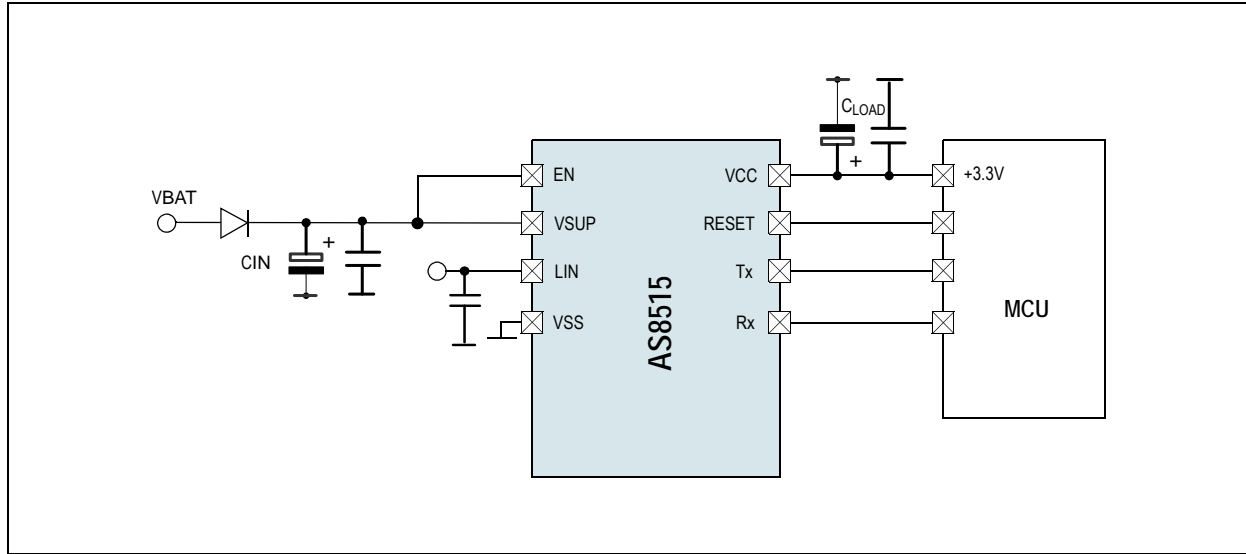 VBAT
CIN
+
EN
VSUP
LIN
VSS
AS8515
VCC
RESET
Tx
Rx
CLOAD
+
+3.3V
MCU